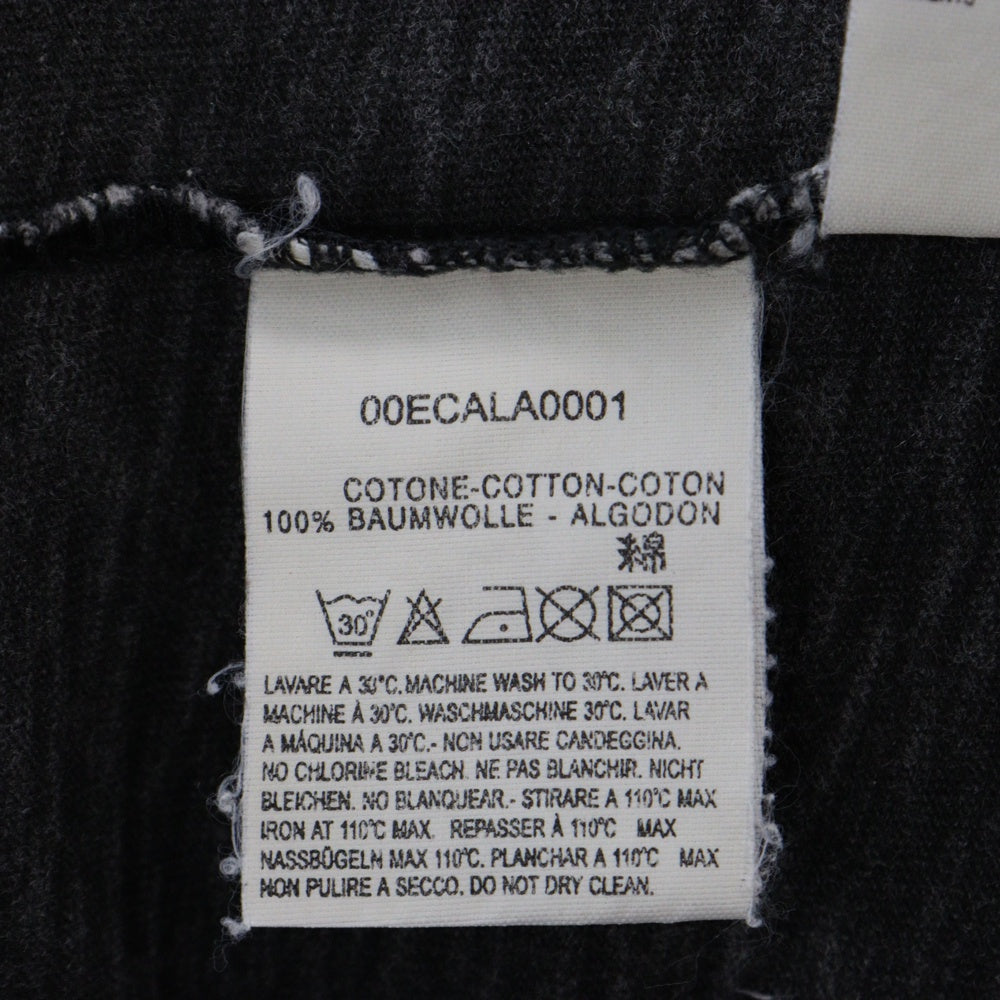 00ECALA0001
COTONE-COTTON-COTON
100% BAUMWOLLE - ALGODON
棉
30°
LAVARE A 30°C. MACHINE WASH TO 30°C. LAVER A
MACHINE À 30°C. WASCHMASCHINE 30°C. LAVAR
A MÁQUINA A 30°C.- NON USARE CANDEGGINA.
NO CHLORINE BLEACH. NE PAS BLANCHIR. NICHT
BLEICHEN. NO BLANQUEAR.- STIRARE A 110°C MAX
IRON AT 110°C MAX. REPASSER À 110°C MAX
NASSBÜGELN MAX 110°C. PLANCHAR A 110°C MAX
NON PULIRE A SECCO. DO NOT DRY CLEAN.